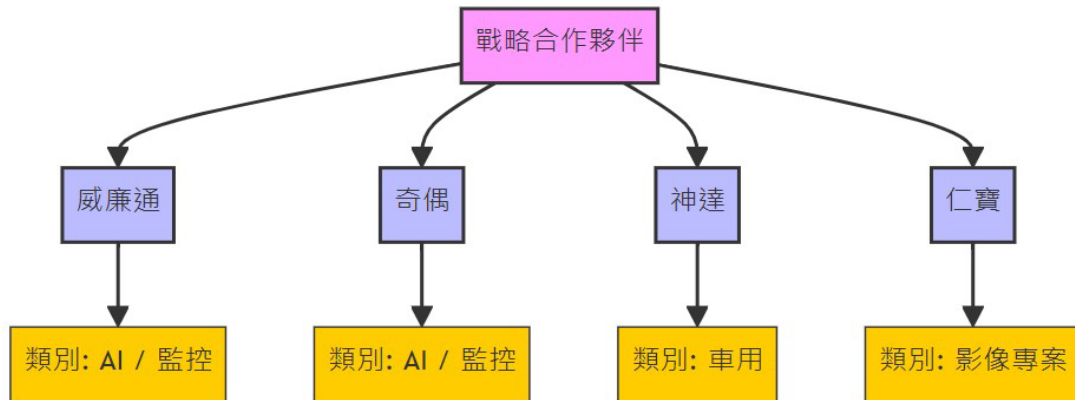 戰略合作夥伴
威廉通
奇偶
神達
仁寶
類別: AI / 監控
類別: AI / 監控
類別: 車用
類別: 影像專案